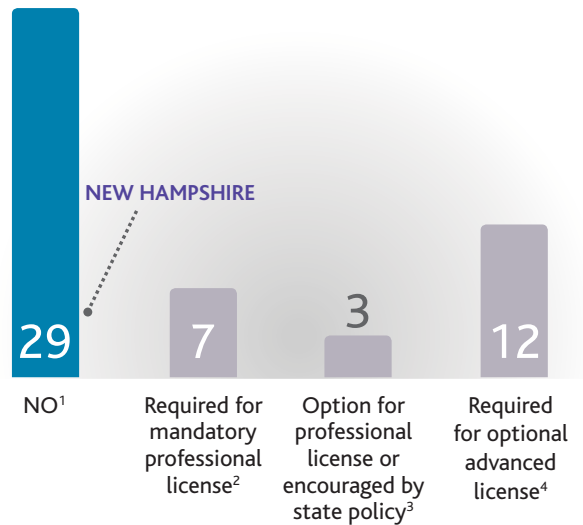 NEW HAMPSHIRE
29
7
3
12
NO¹
Required for
mandatory
professional
license²
Option for
professional
license or
encouraged by
state policy³
Required
for optional
advanced
license⁴